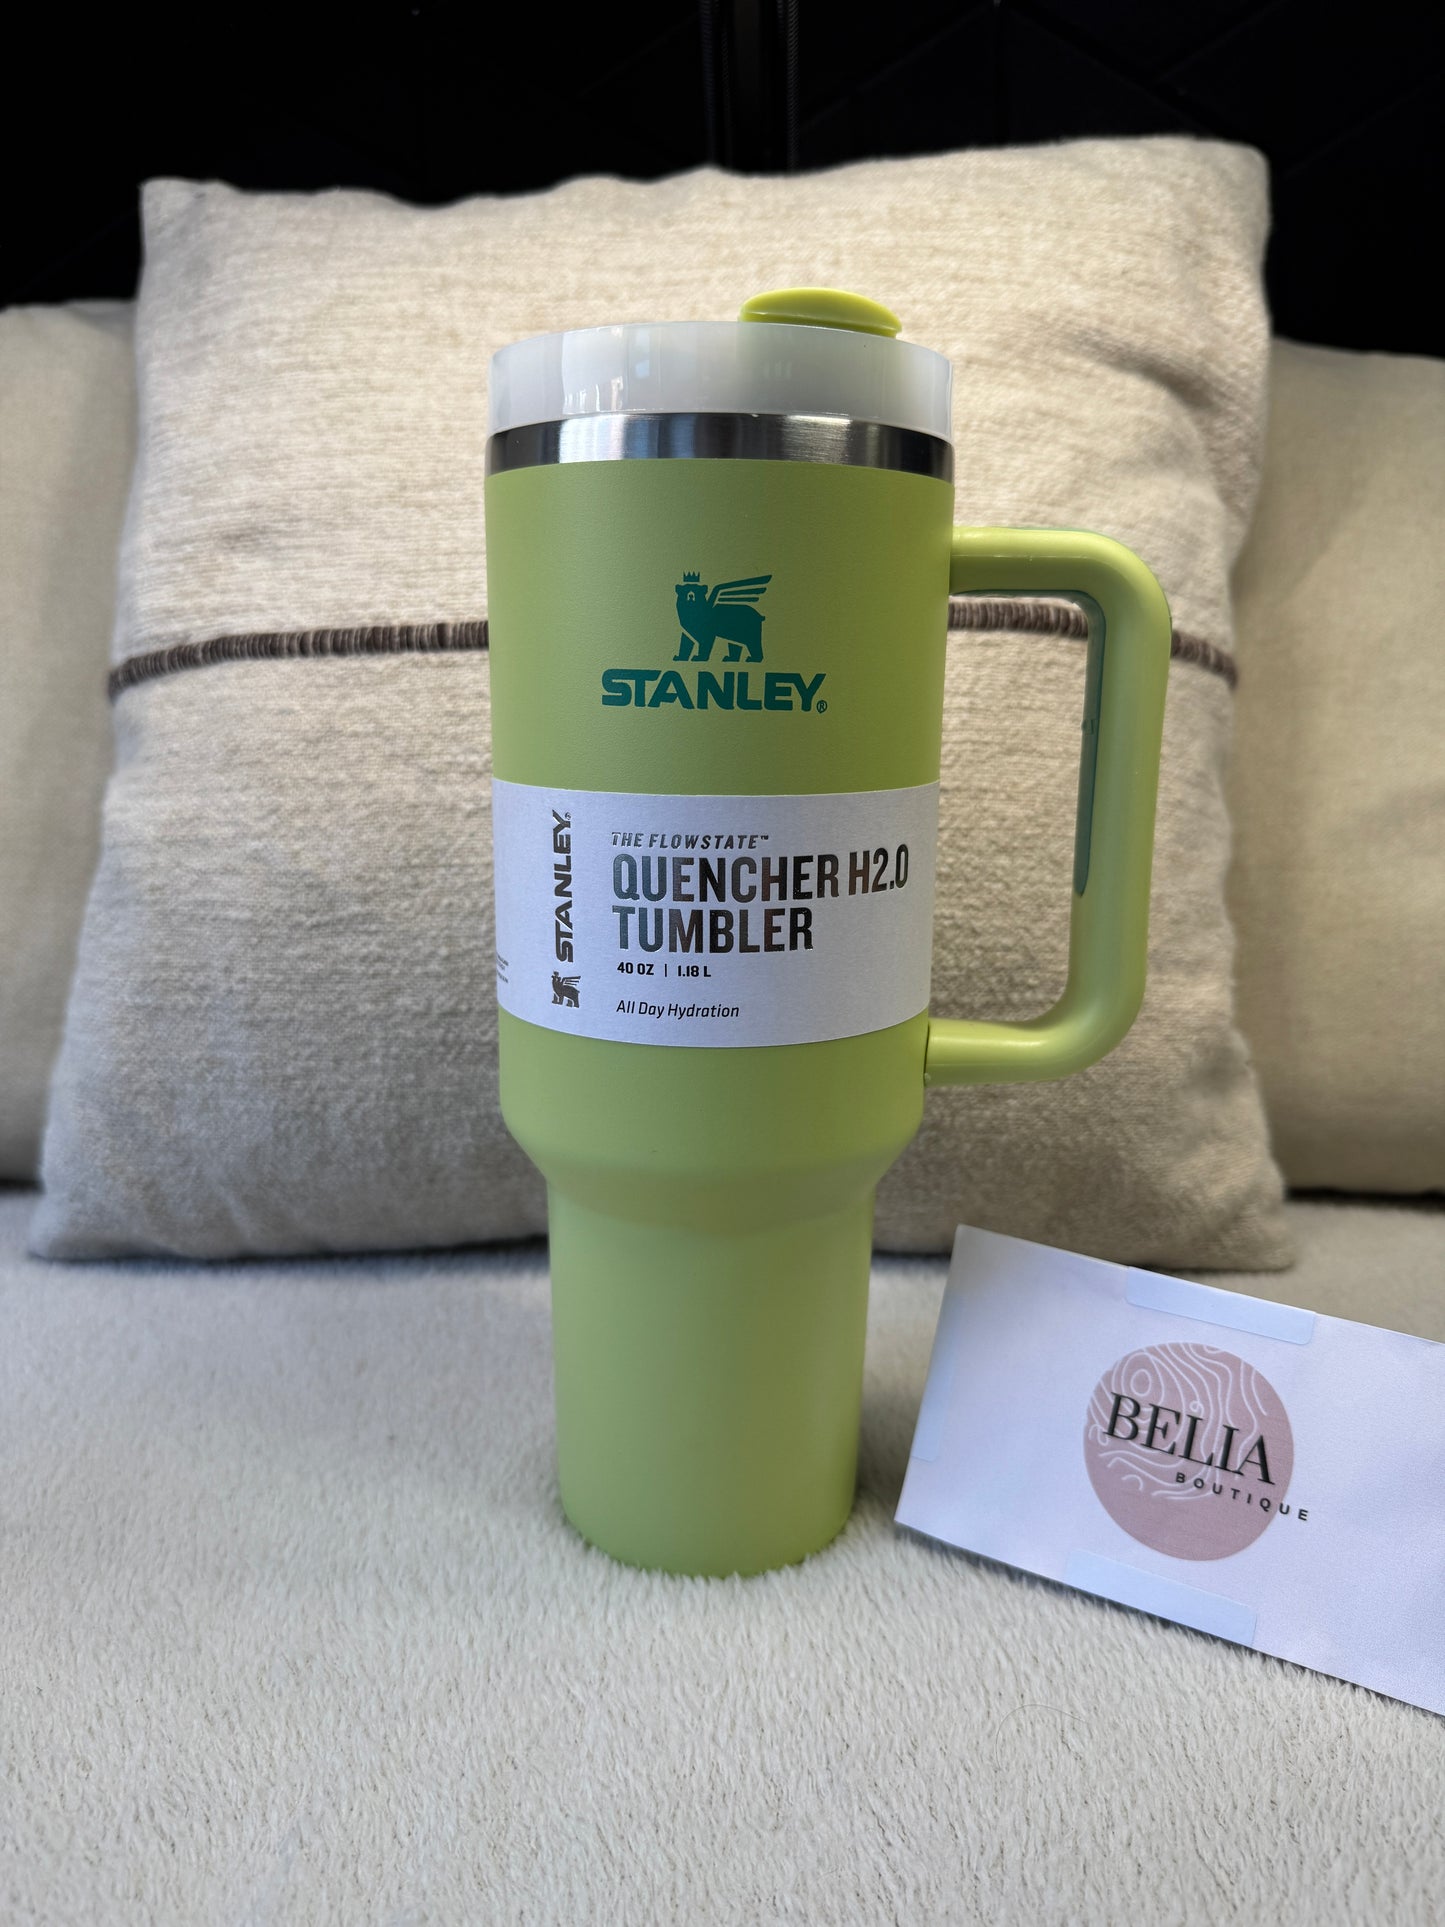 STANLEY®
STANLEY®
THE FLOWSTATE™
QUENCHER H2.0
TUMBLER
40 OZ | 1.18 L
All Day Hydration
BELIA
BOUTIQUE